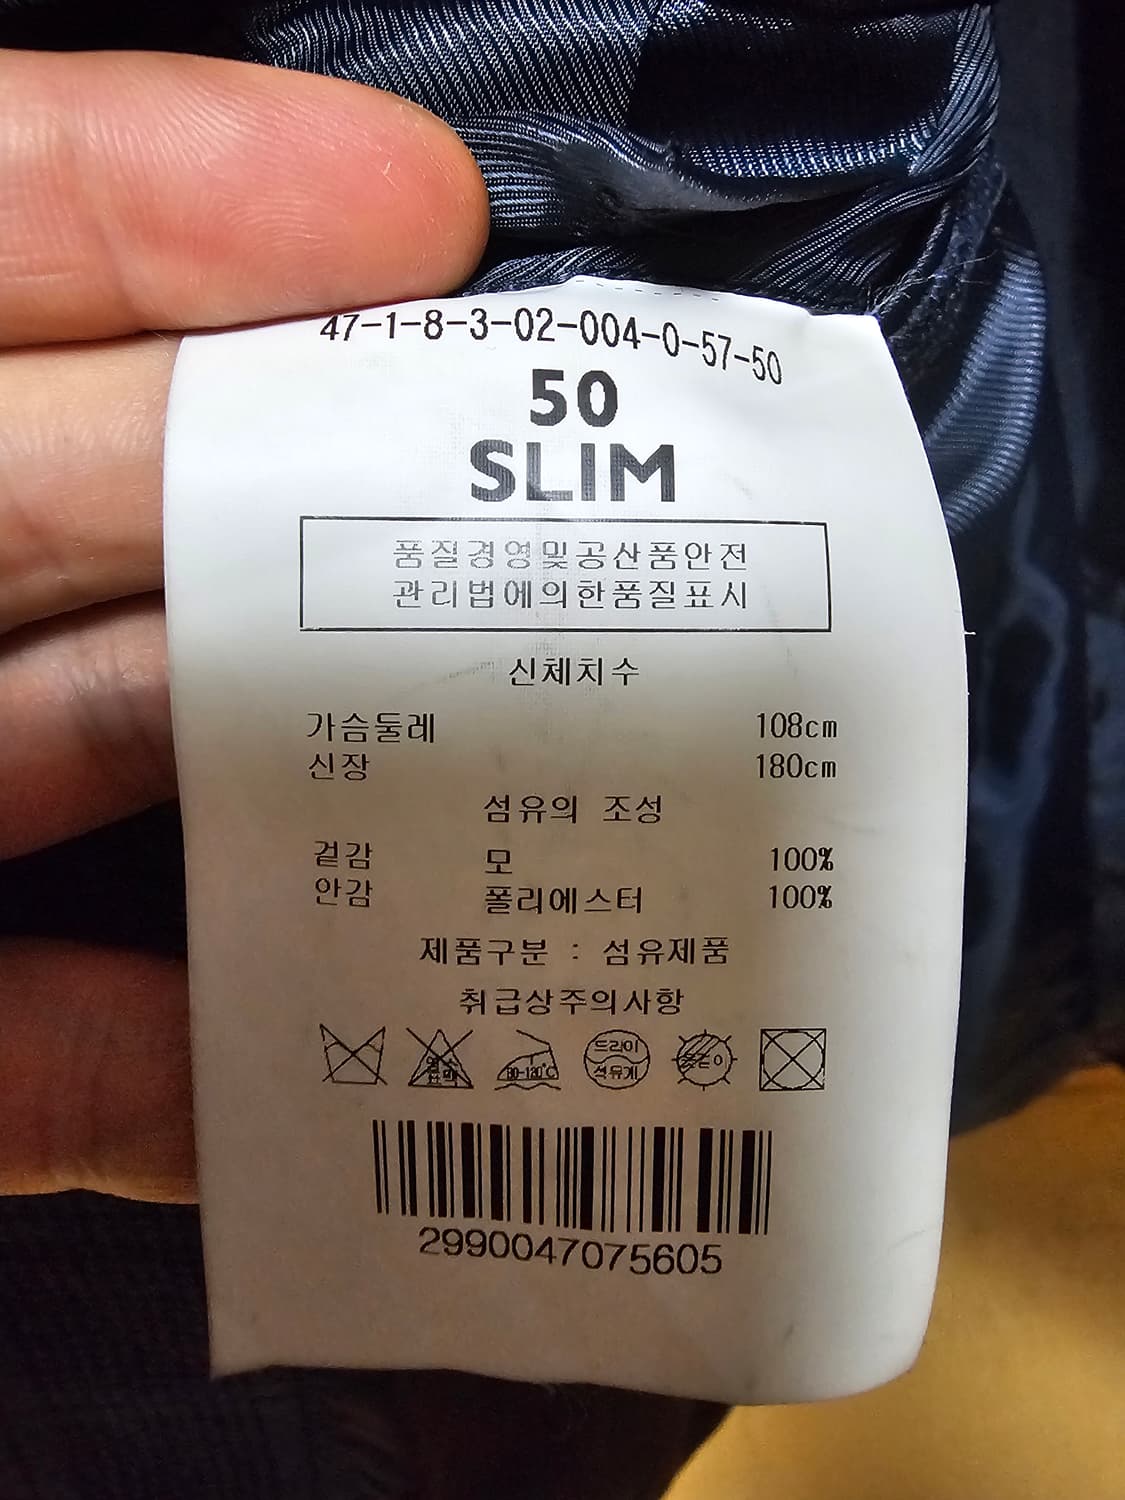 47-1-8-3-02-004-0-57-50
50
SLIM
품질경영및공산품안전
관리법에의한품질표시
신체치수
가슴둘레 108cm
신장 180cm
섬유의 조성
겉감 모 100%
안감 폴리에스터 100%
제품구분 : 섬유제품
취급상주의사항
80-120℃ 드라이
석유계
2990047075605